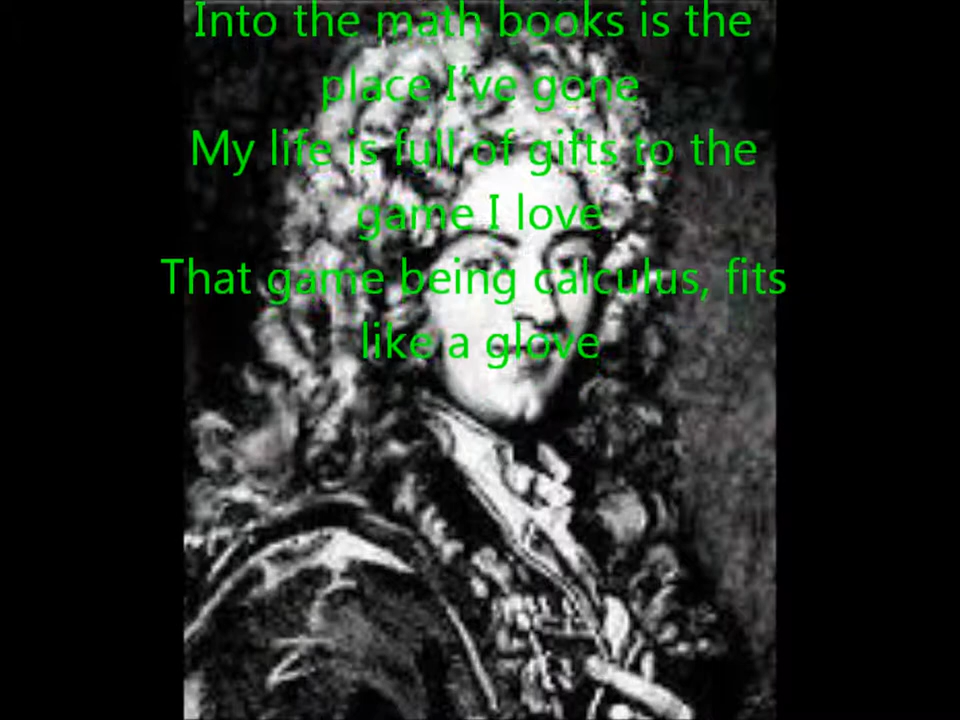 Into the math books is the
place I've gone
My life is full of gifts to the
game I love
That game being calculus, fits
like a glove